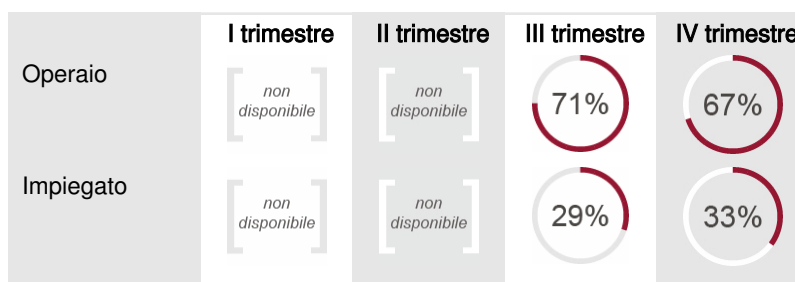 I trimestre II trimestre III trimestre IV trimestre
Operaio
non disponibile
non disponibile
71%
67%
Impiegato
non disponibile
non disponibile
29%
33%